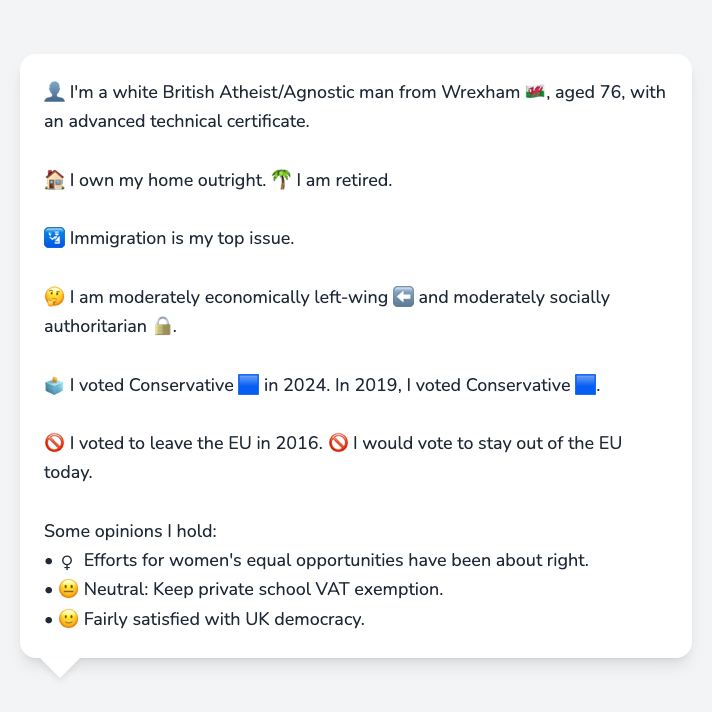 👤 I'm a white British Atheist/Agnostic man from Wrexham 🏴󠁧󠁢󠁷󠁬󠁳󠁿, aged 76, with
an advanced technical certificate.
🏠 I own my home outright. 🌴 I am retired.
🛂 Immigration is my top issue.
🤔 I am moderately economically left-wing ⬅️ and moderately socially
authoritarian 🔒.
🗳️ I voted Conservative 🟦 in 2024. In 2019, I voted Conservative 🟦.
🚫 I voted to leave the EU in 2016. 🚫 I would vote to stay out of the EU
today.
Some opinions I hold:
• ♀ Efforts for women's equal opportunities have been about right.
• 😐 Neutral: Keep private school VAT exemption.
• 🙂 Fairly satisfied with UK democracy.